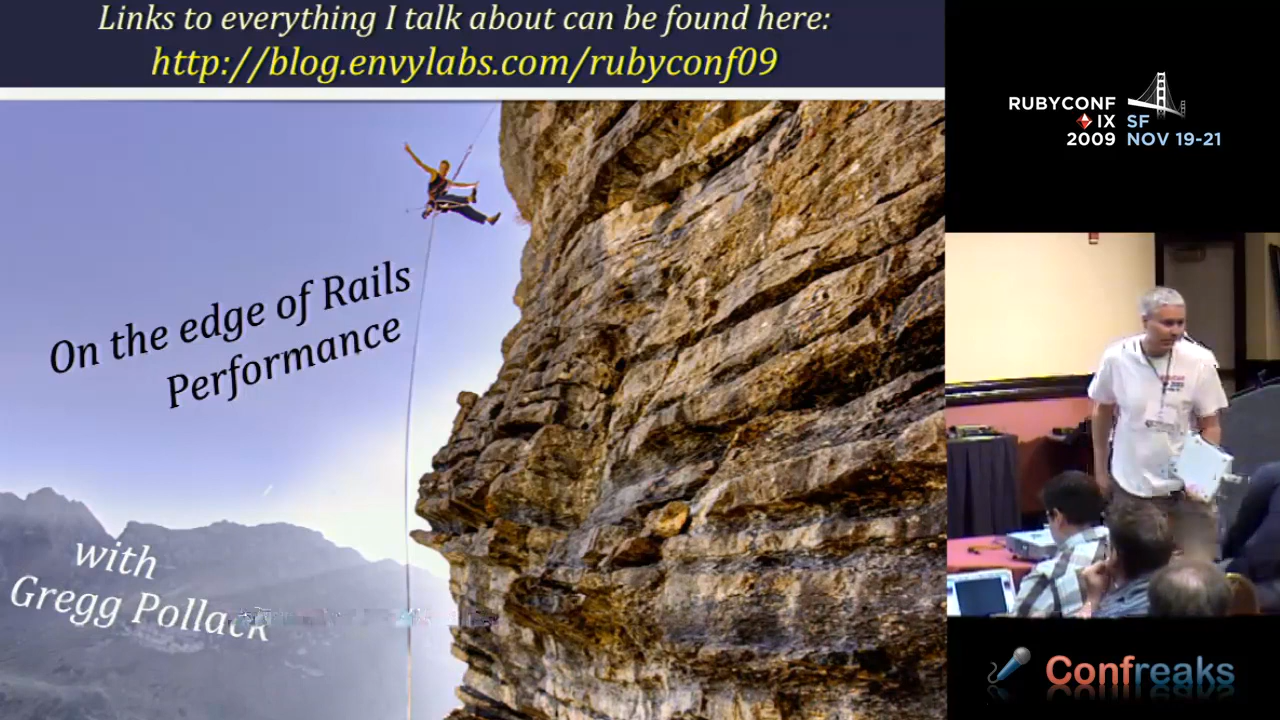 Links to everything I talk about can be found here:
http://blog.envylabs.com/rubyconf09
On the edge of Rails
Performance
with
Gregg Pollack
RUBYCONF
IX
2009
SF
NOV 19-21
Confreaks